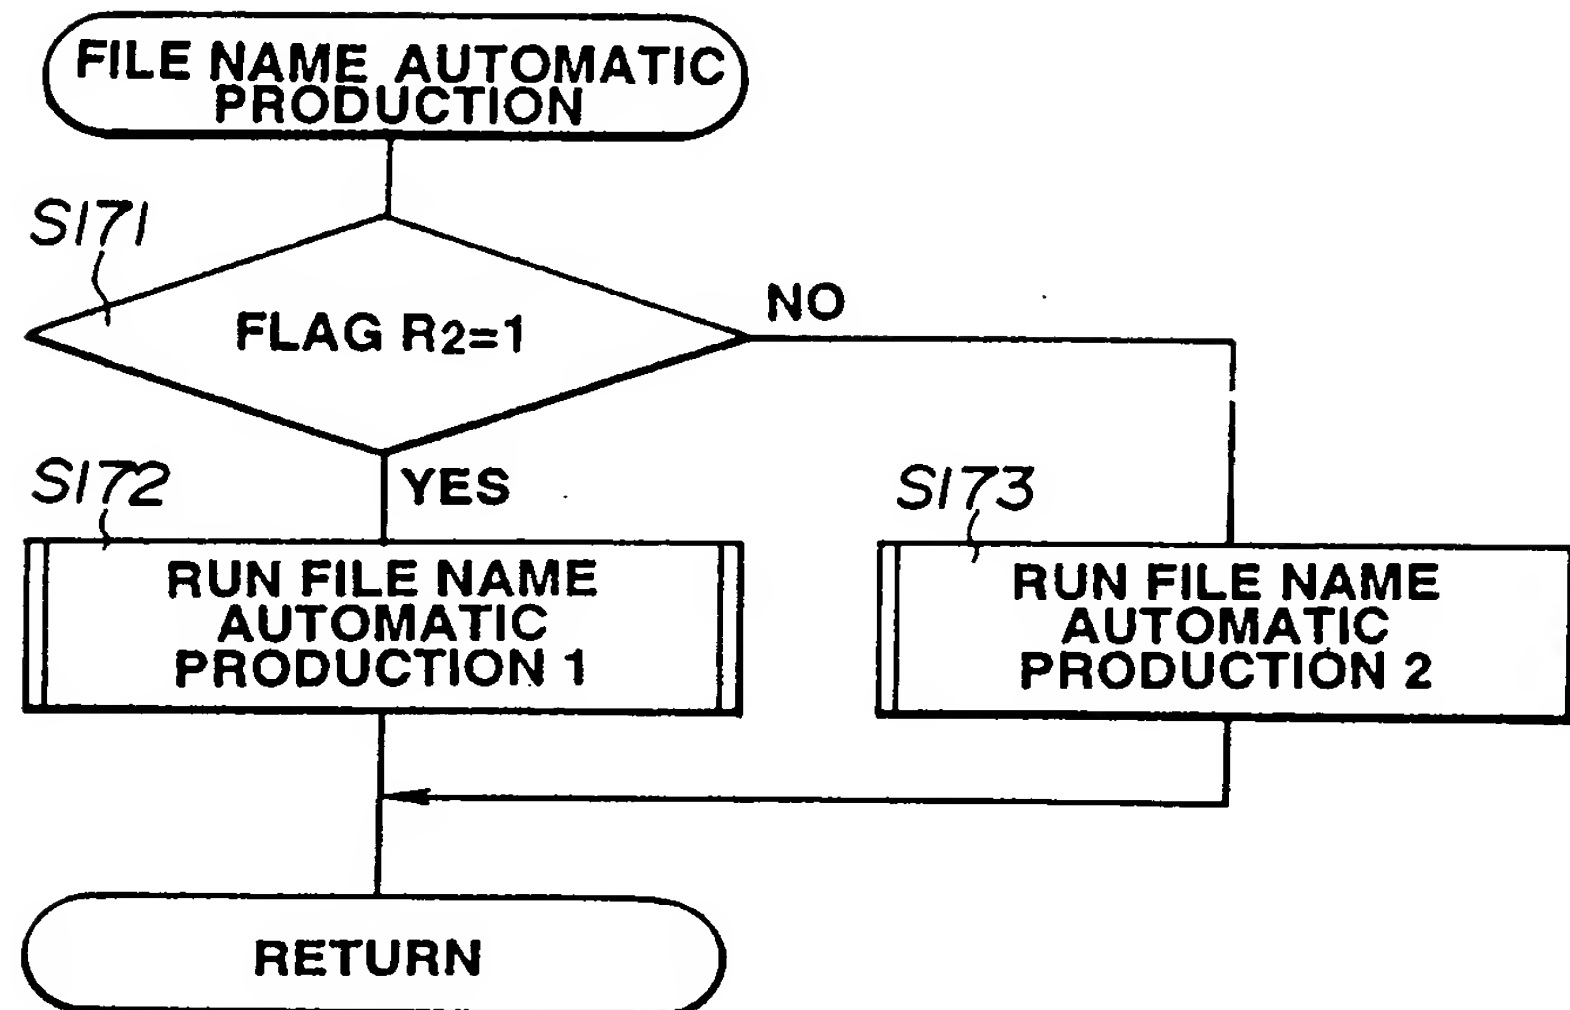 FILE NAME AUTOMATIC
PRODUCTION
S171
FLAG R2=1
NO
YES
S172
RUN FILE NAME
AUTOMATIC
PRODUCTION 1
S173
RUN FILE NAME
AUTOMATIC
PRODUCTION 2
RETURN